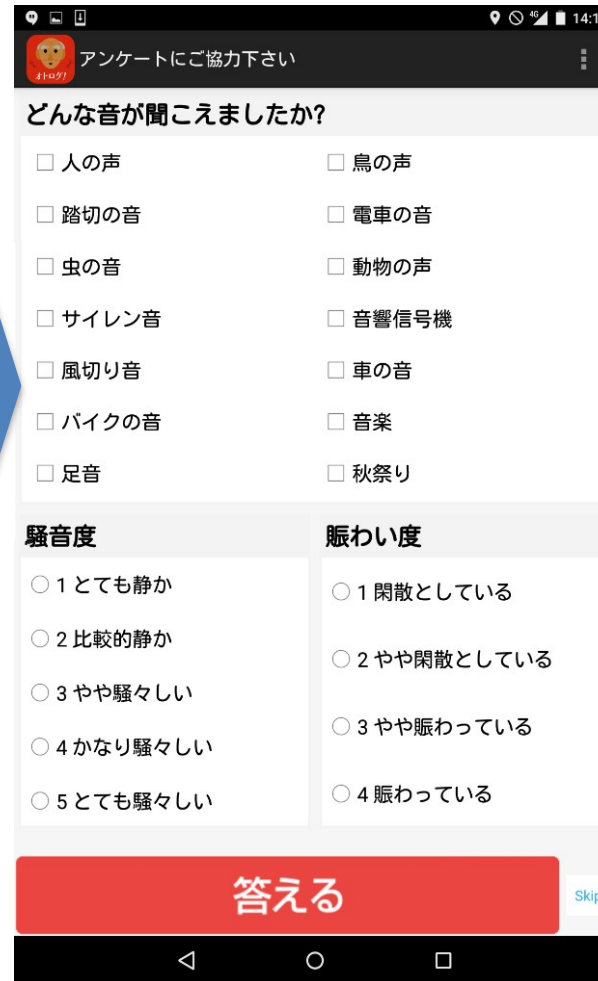 4G 14:1
オトログ! アンケートにご協力下さい
どんな音が聞こえましたか?
人の声 鳥の声
踏切の音 電車の音
虫の音 動物の声
サイレン音 音響信号機
風切り音 車の音
バイクの音 音楽
足音 秋祭り
騒音度
1 とても静か
2 比較的静か
3 やや騒々しい
4 かなり騒々しい
5 とても騒々しい
賑わい度
1 閑散としている
2 やや閑散としている
3 やや賑わっている
4 賑わっている
答える
Skip